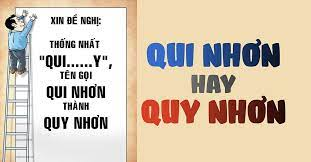 XIN ĐỀ NGHỊ:
THỐNG NHẤT
"QUI......Y",
TÊN GỌI
QUI NHƠN
THÀNH
QUY NHƠN
QUI NHƠN
HAY
QUY NHƠN